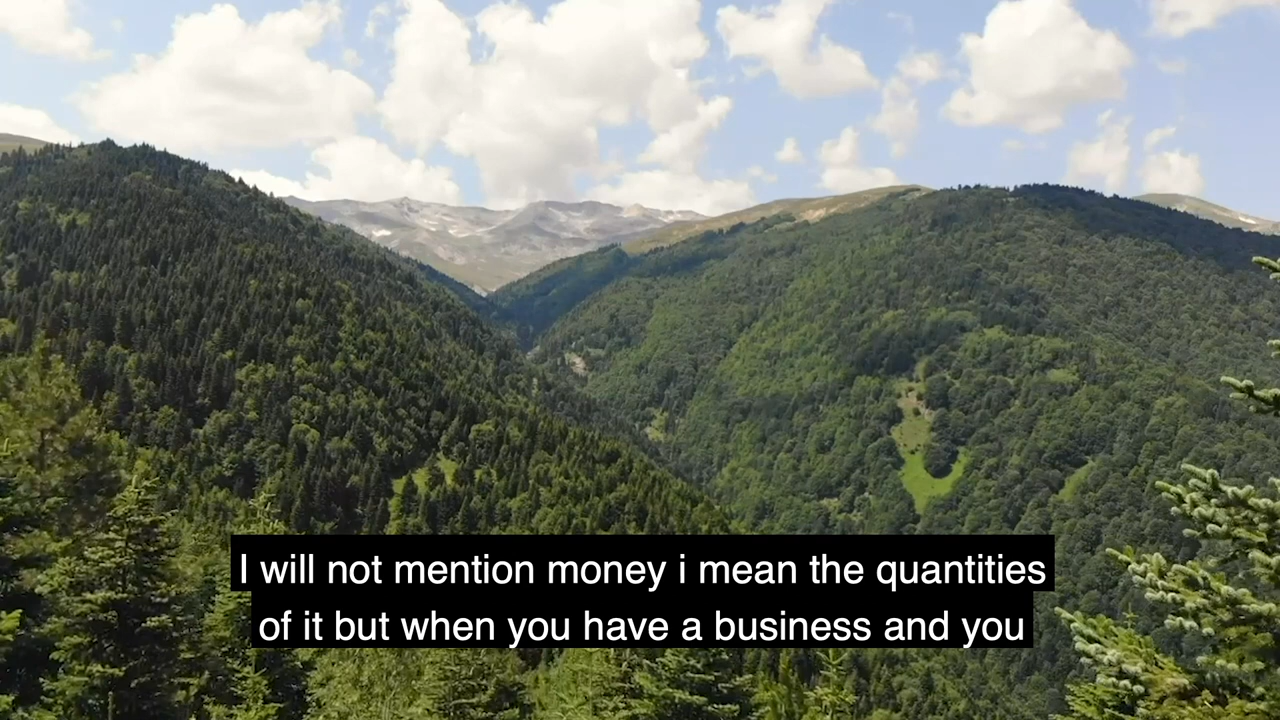 I will not mention money i mean the quantities
of it but when you have a business and you